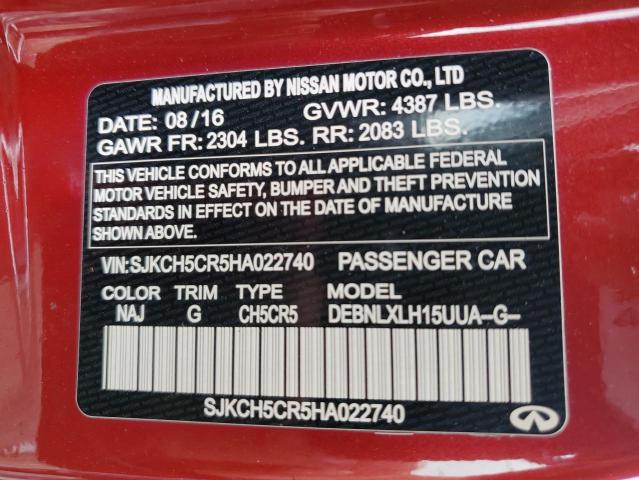 MANUFACTURED BY NISSAN MOTOR CO., LTD
DATE: 08/16 GVWR: 4387 LBS.
GAWR FR: 2304 LBS. RR: 2083 LBS.
THIS VEHICLE CONFORMS TO ALL APPLICABLE FEDERAL
MOTOR VEHICLE SAFETY, BUMPER AND THEFT PREVENTION
STANDARDS IN EFFECT ON THE DATE OF MANUFACTURE
SHOWN ABOVE.
VIN:SJKCH5CR5HA022740 PASSENGER CAR
COLOR TRIM TYPE MODEL
NAJ G CH5CR5 DEBNLXLH15UUA-G-
SJKCH5CR5HA022740